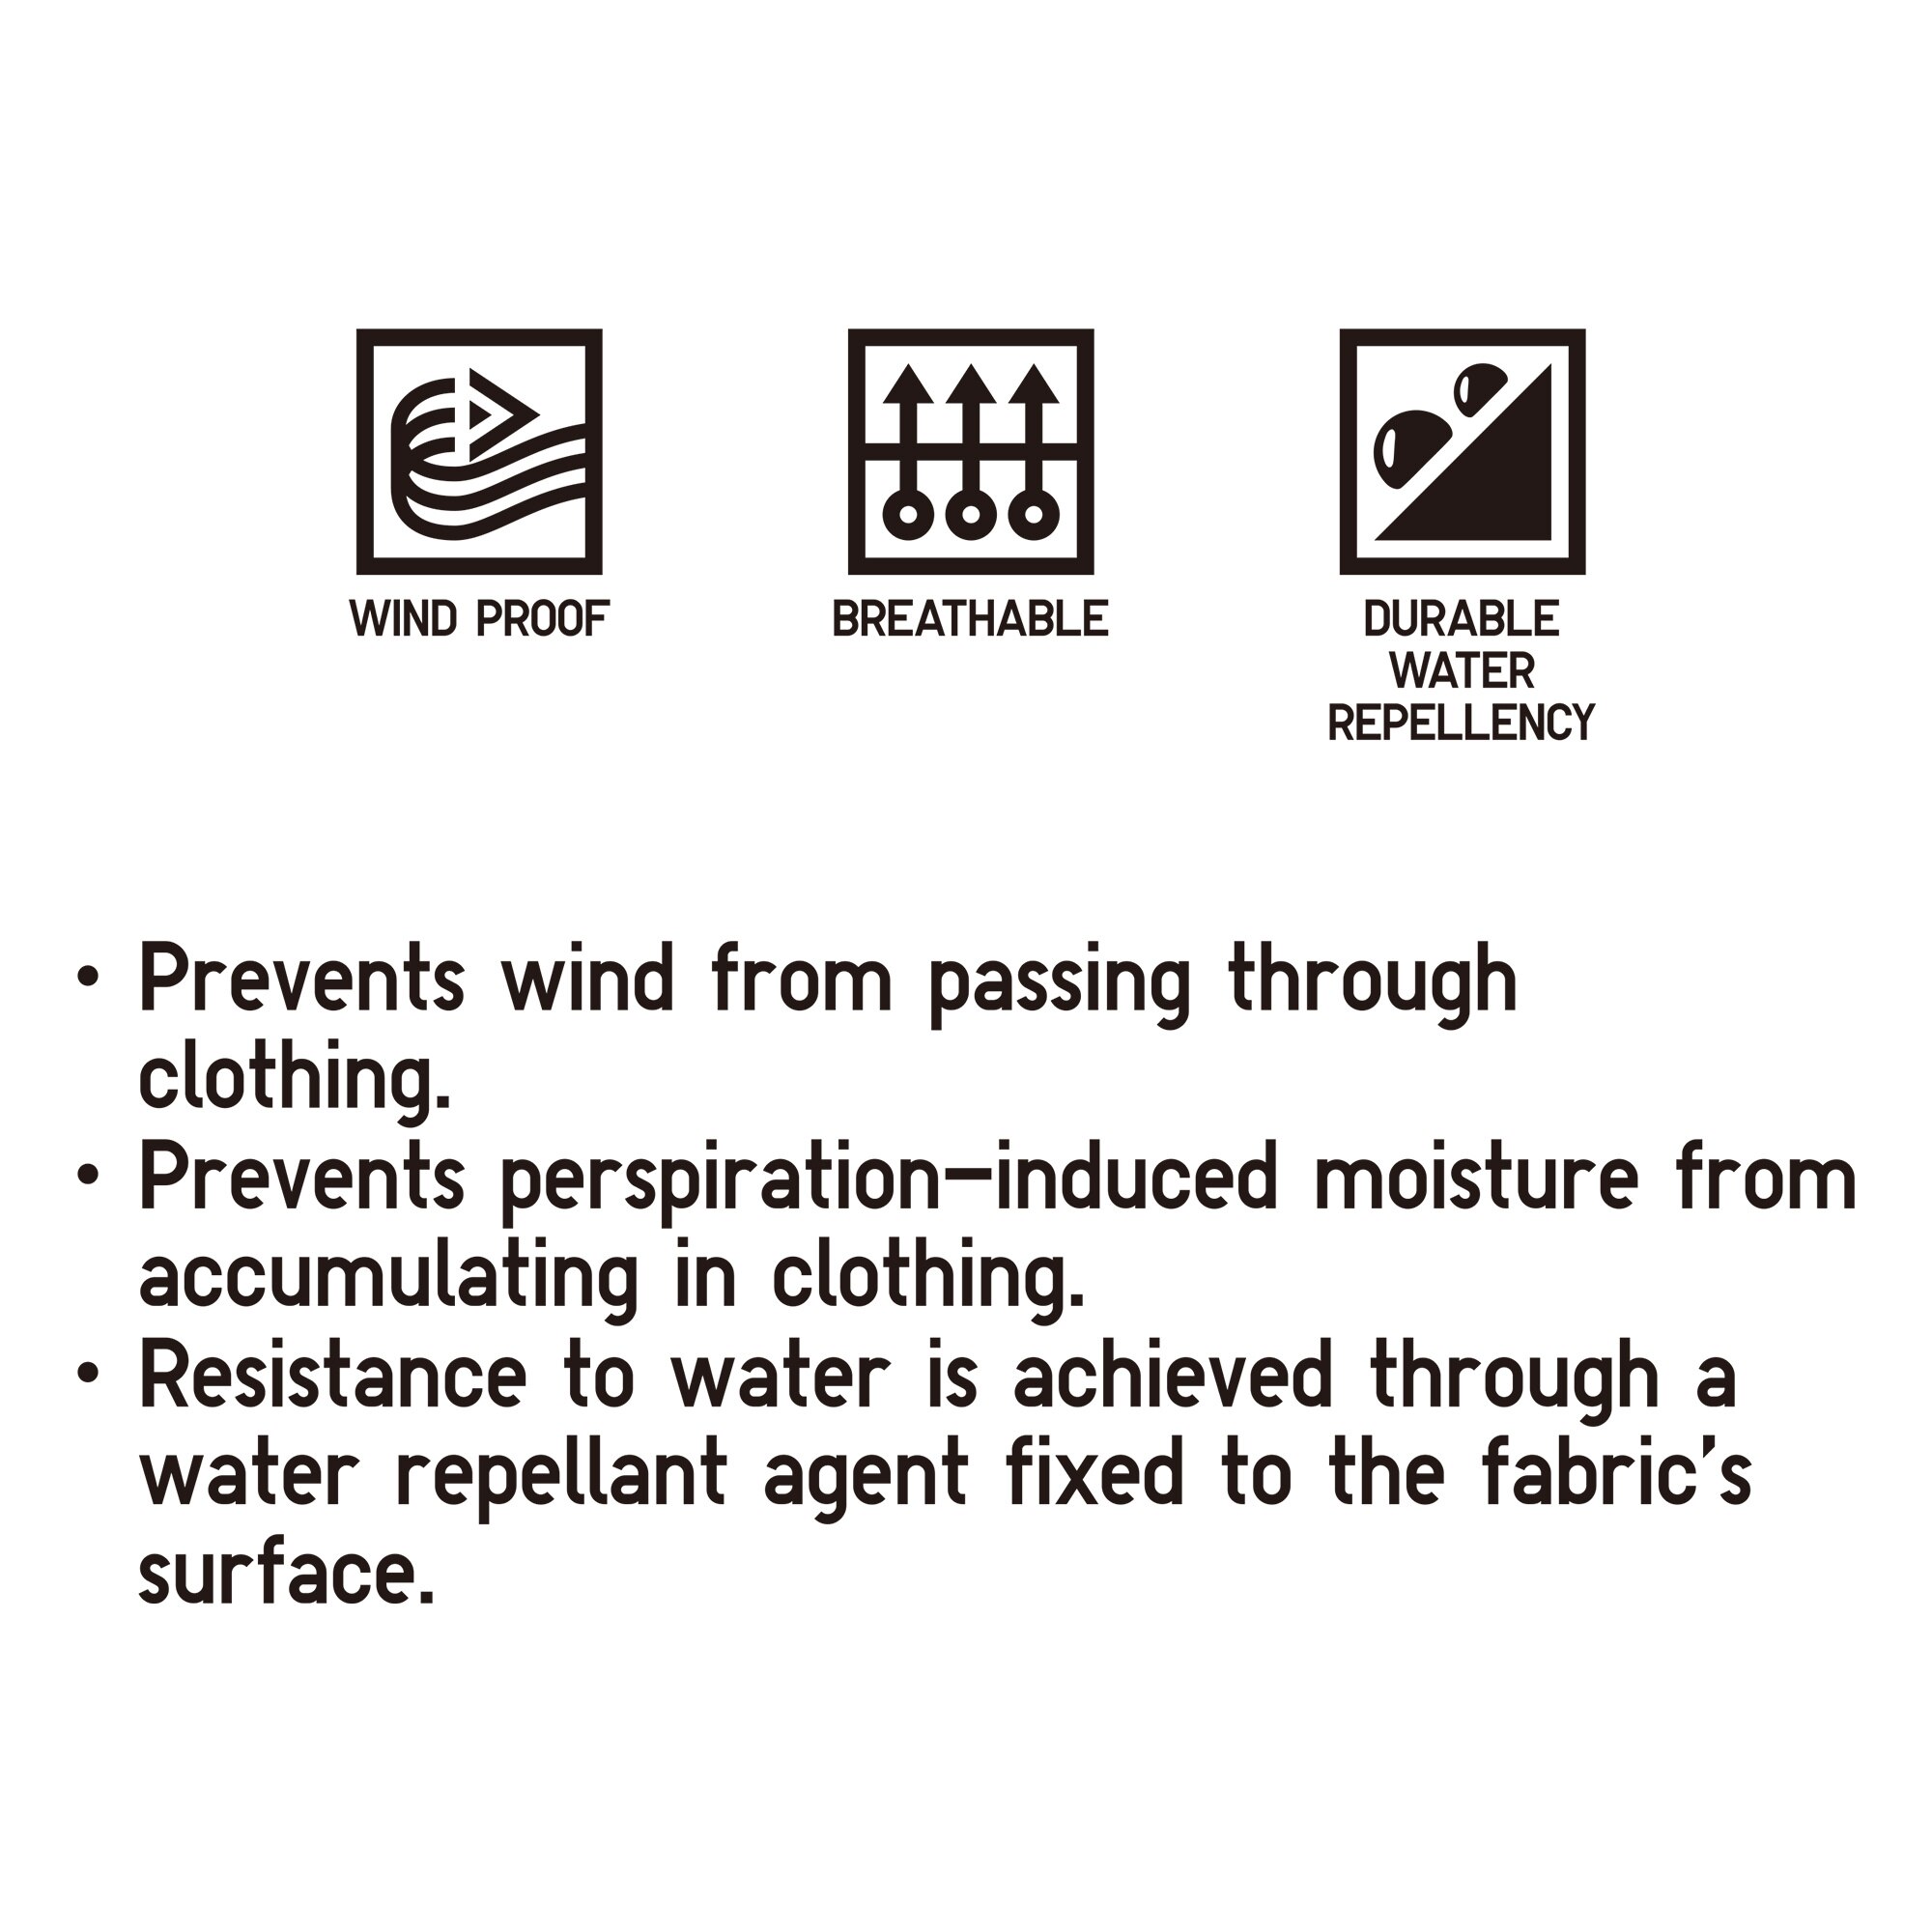 WIND PROOF
BREATHABLE
DURABLE
WATER
REPELLENCY
• Prevents wind from passing through
clothing.
• Prevents perspiration-induced moisture from
accumulating in clothing.
• Resistance to water is achieved through a
water repellant agent fixed to the fabric's
surface.